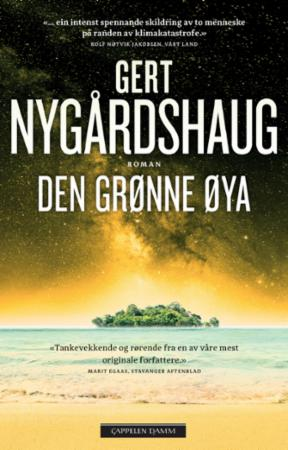 «... ein intenst spennande skildring av to menneske
på randen av klimakatastrofe.»
ROLF NØTVIK JAKOBSEN, VÅRT LAND
GERT
NYGÅRDSHAUG
ROMAN
DEN GRØNNE ØYA
«Tankevekkende og rørende fra en av våre mest
originale forfattere.»
MARIT EGAAS, STAVANGER AFTENBLAD
CAPPELEN DAMM